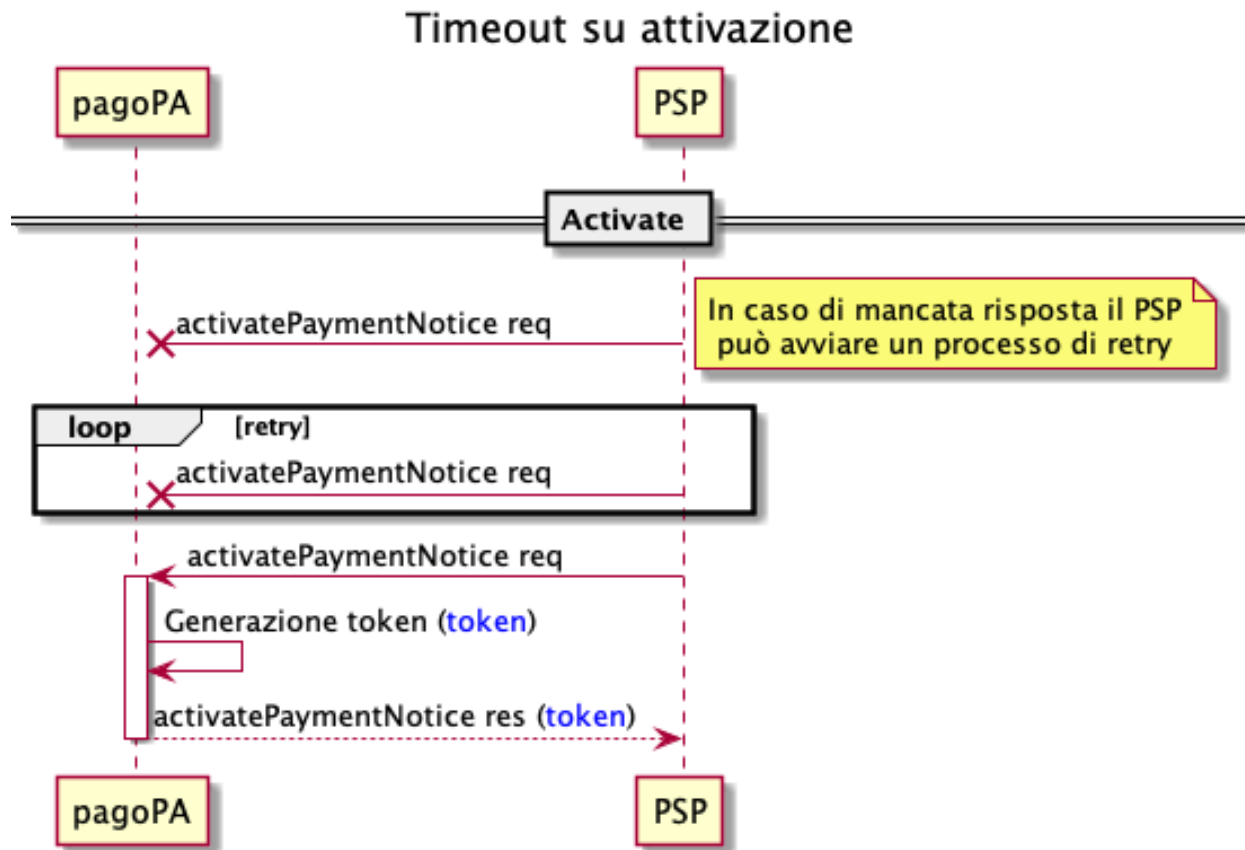 Timeout su attivazione
pagoPA
PSP
Activate
activatePaymentNotice req
In caso di mancata risposta il PSP
può avviare un processo di retry
loop
[retry]
activatePaymentNotice req
activatePaymentNotice req
Generazione token (token)
activatePaymentNotice res (token)
pagoPA
PSP